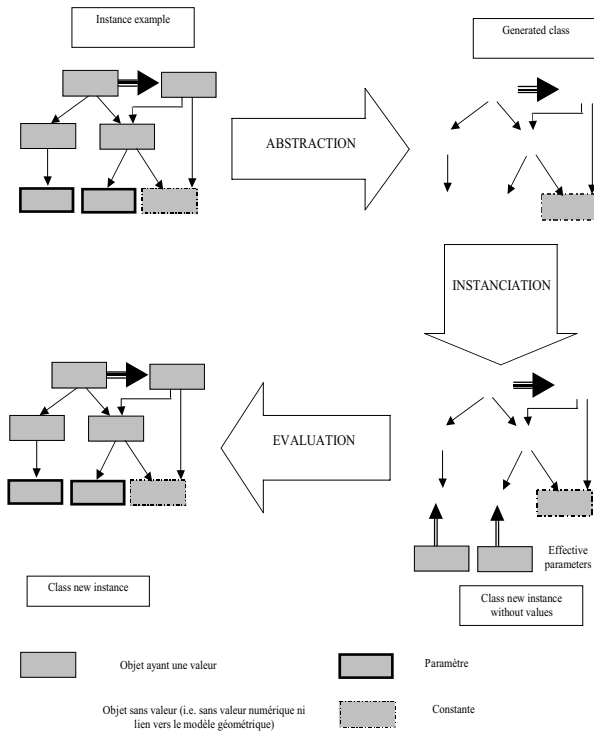 Instance example
Generated class
ABSTRACTION
INSTANCIATION
EVALUATION
Effective
parameters
Class new instance
Class new instance
without values
Objet ayant une valeur
Paramètre
Objet sans valeur (i.e. sans valeur numérique ni
lien vers le modèle géométrique)
Constante